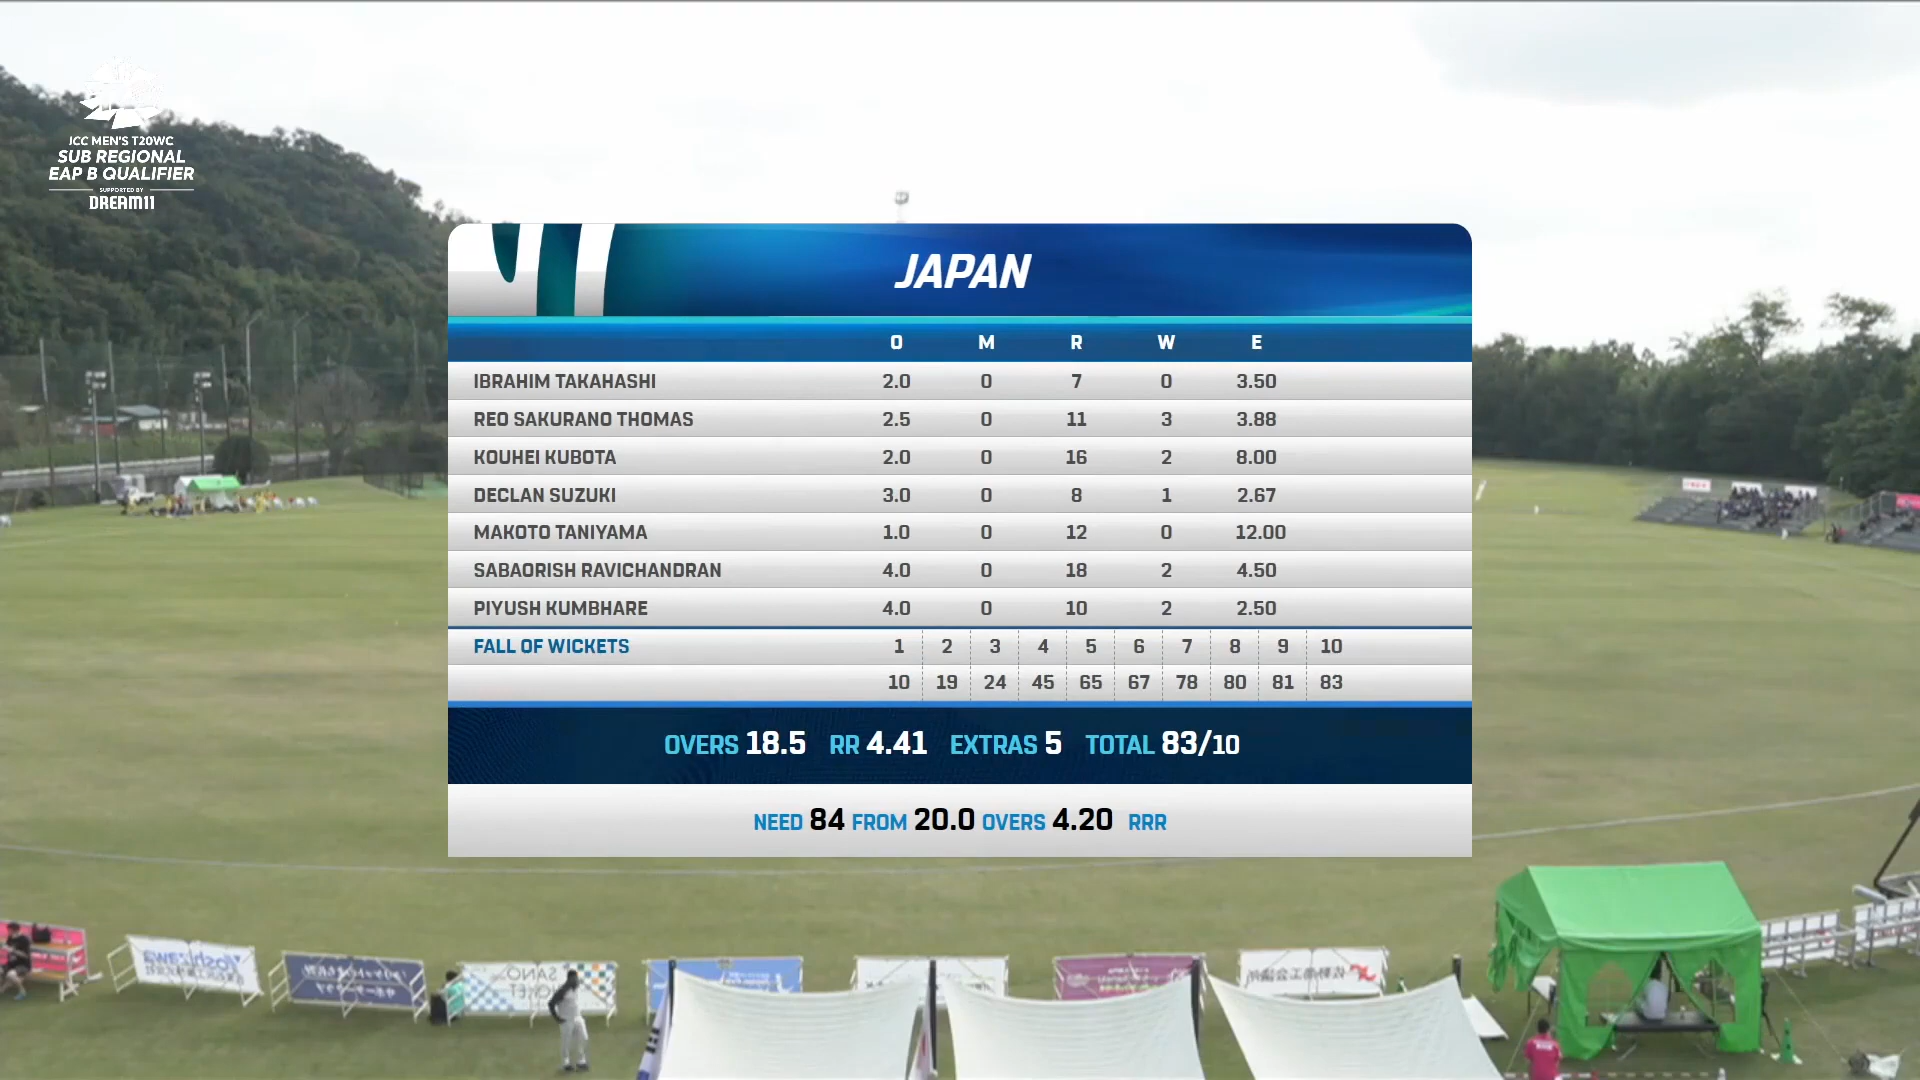 ICC MEN'S T20WC
SUB REGIONAL
EAP B QUALIFIER
SUPPORTED BY
DREAM11
JAPAN
O M R W E
IBRAHIM TAKAHASHI 2.0 0 7 0 3.50
REO SAKURANO THOMAS 2.5 0 11 3 3.88
KOUHEI KUBOTA 2.0 0 16 2 8.00
DECLAN SUZUKI 3.0 0 8 1 2.67
MAKOTO TANIYAMA 1.0 0 12 0 12.00
SABAORISH RAVICHANDRAN 4.0 0 18 2 4.50
PIYUSH KUMBHARE 4.0 0 10 2 2.50
FALL OF WICKETS 1 2 3 4 5 6 7 8 9 10
10 19 24 45 65 67 78 80 81 83
OVERS 18.5 RR 4.41 EXTRAS 5 TOTAL 83/10
NEED 84 FROM 20.0 OVERS 4.20 RRR
SANO